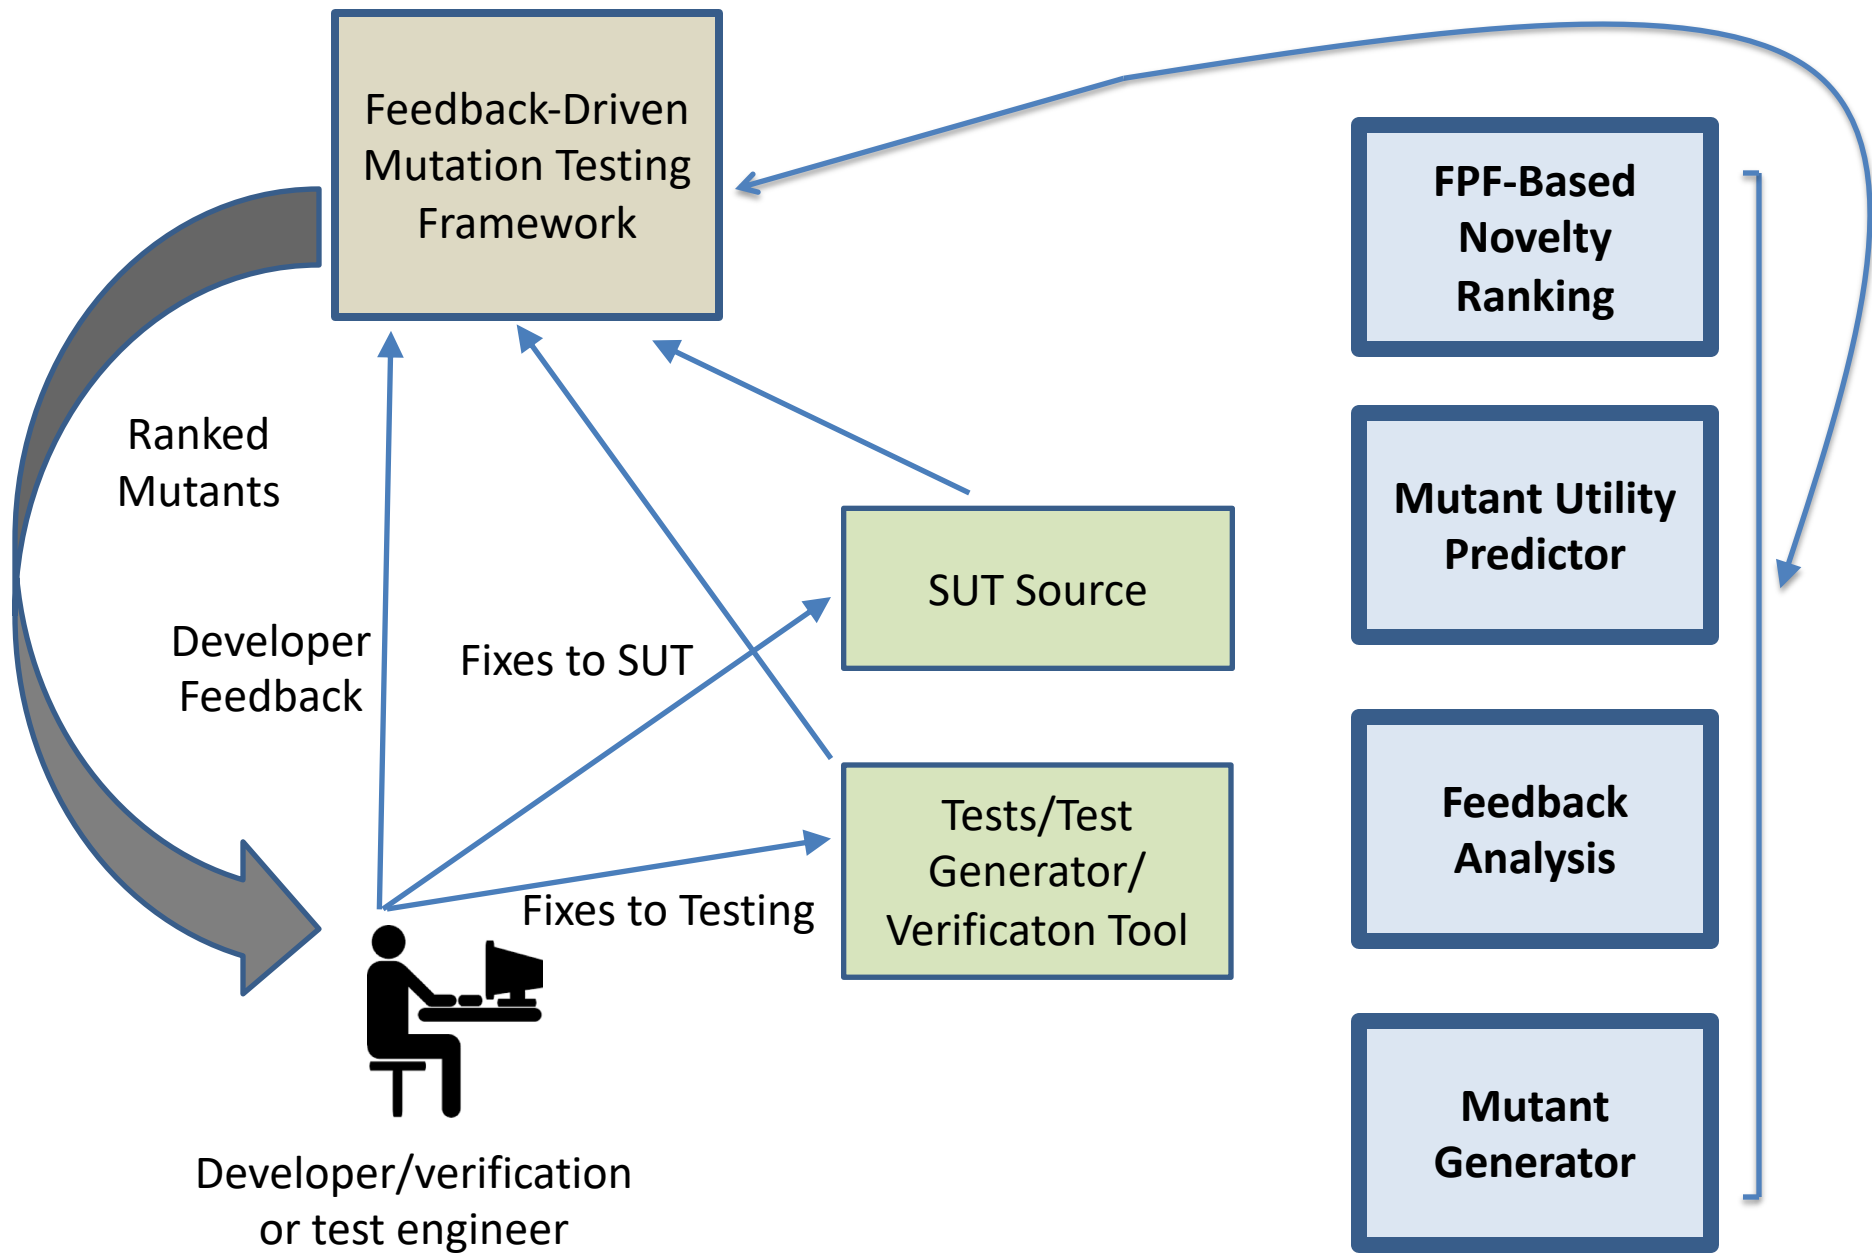 Feedback-Driven
Mutation Testing
Framework
FPF-Based
Novelty
Ranking
Ranked
Mutants
Mutant Utility
Predictor
SUT Source
Developer
Feedback
Fixes to SUT
Tests/Test
Generator/
Verificaton Tool
Feedback
Analysis
Fixes to Testing
Mutant
Generator
Developer/verification
or test engineer